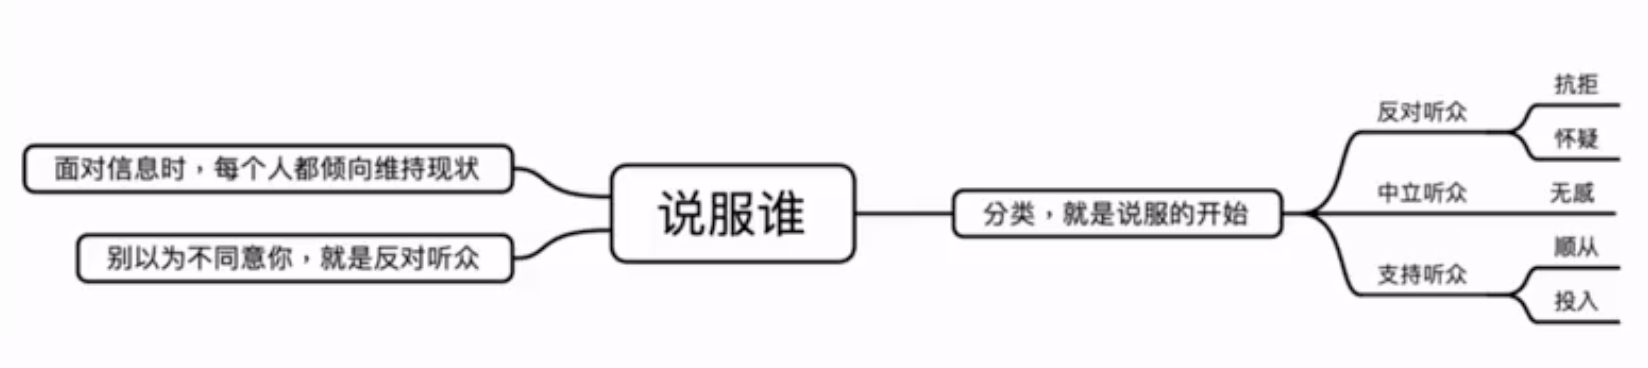 说服谁
面对信息时，每个人都倾向维持现状
别以为不同意你，就是反对听众
分类，就是说服的开始
反对听众
抗拒
怀疑
中立听众
无感
支持听众
顺从
投入